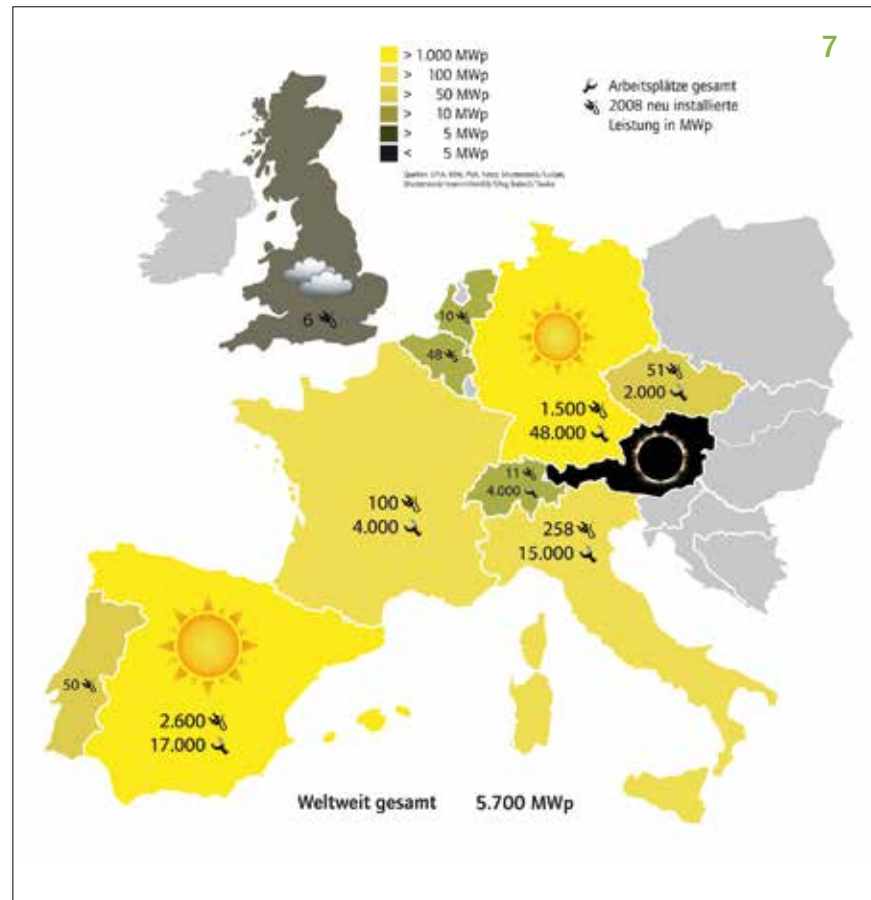 7
> 1.000 MWp
> 100 MWp
> 50 MWp
> 10 MWp
> 5 MWp
< 5 MWp
Arbeitsplätze gesamt
2008 neu installierte
Leistung in MWp
6
10
48
51
2.000
1.500
48.000
11
4.000
100
4.000
258
15.000
50
2.600
17.000
Weltweit gesamt 5.700 MWp